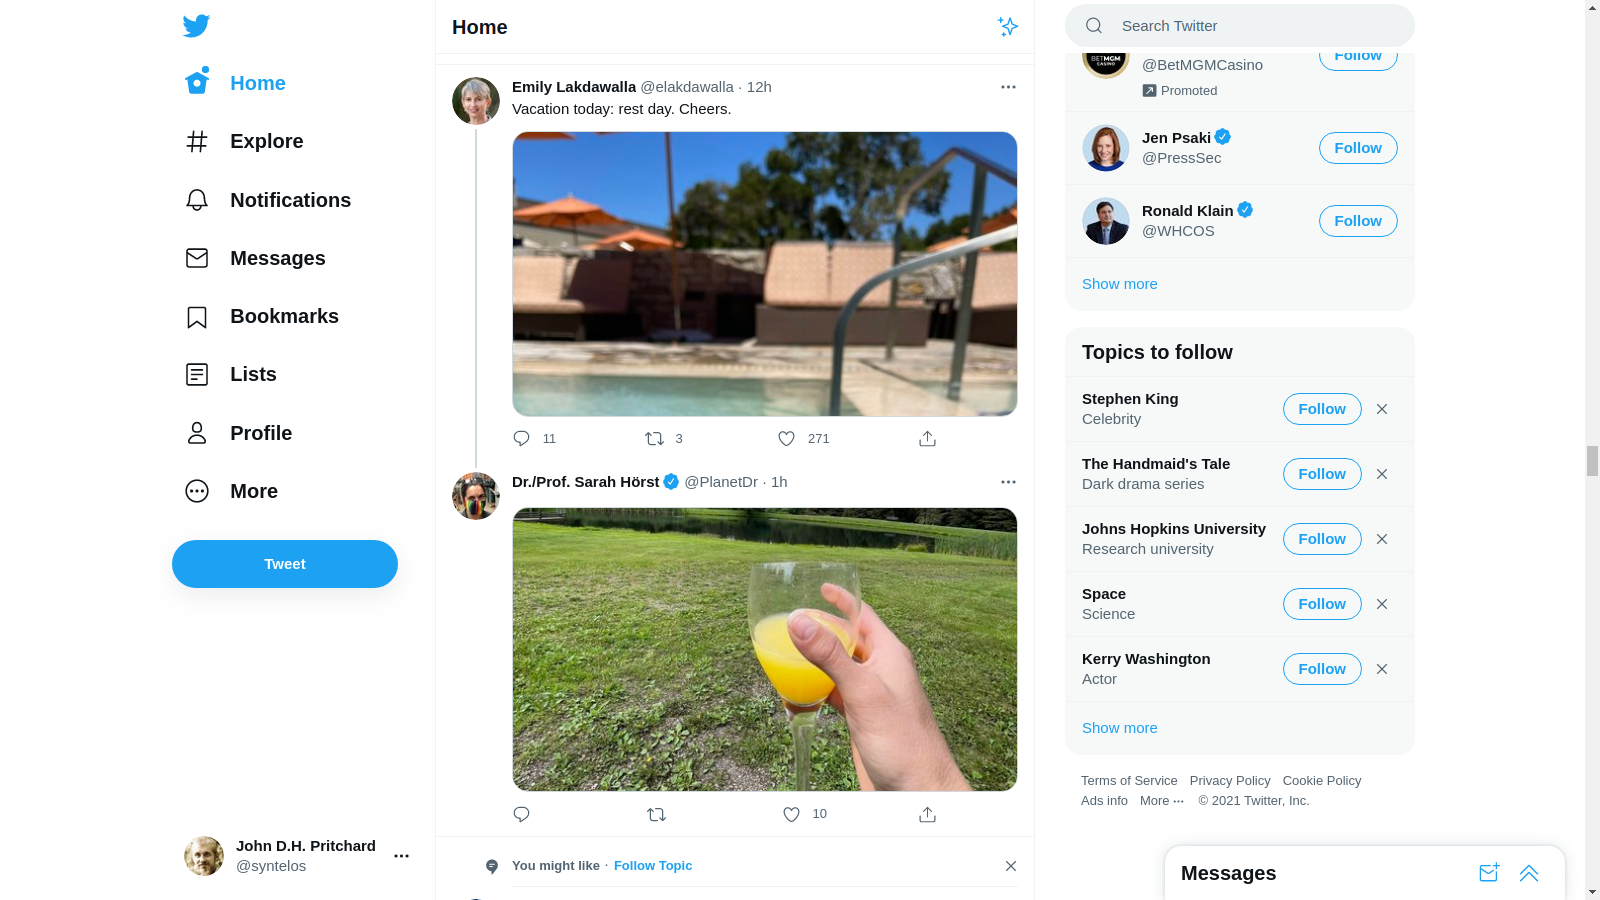 Home
Explore
Notifications
Messages
Bookmarks
Lists
Profile
More
Tweet
John D.H. Pritchard
@syntelos
Home
Emily Lakdawalla @elakdawalla · 12h
Vacation today: rest day. Cheers.
11 3 271
Dr./Prof. Sarah Hörst @PlanetDr · 1h
10
You might like · Follow Topic
Search Twitter
BETMGM
CASINO
@BetMGMCasino
Follow
Promoted
Jen Psaki
@PressSec
Follow
Ronald Klain
@WHCOS
Follow
Show more
Topics to follow
Stephen King
Celebrity
Follow
The Handmaid's Tale
Dark drama series
Follow
Johns Hopkins University
Research university
Follow
Space
Science
Follow
Kerry Washington
Actor
Follow
Show more
Terms of Service Privacy Policy Cookie Policy
Ads info More ··· © 2021 Twitter, Inc.
Messages